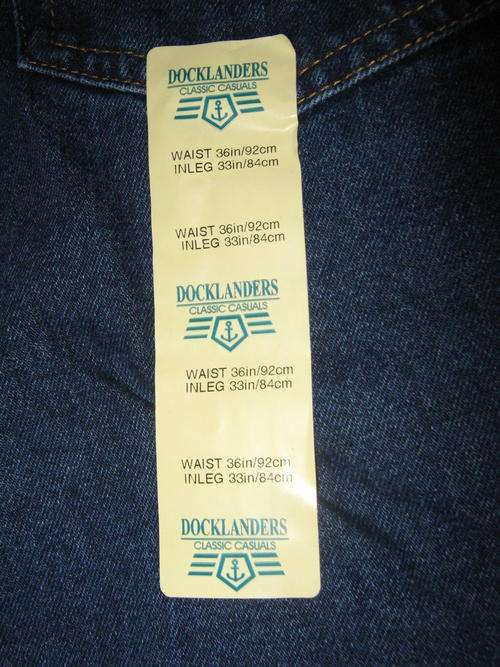 DOCKLANDERS
CLASSIC CASUALS
WAIST 36in/92cm
INLEG 33in/84cm
WAIST 36in/92cm
INLEG 33in/84cm
DOCKLANDERS
CLASSIC CASUALS
WAIST 36in/92cm
INLEG 33in/84cm
WAIST 36in/92cm
INLEG 33in/84cm
DOCKLANDERS
CLASSIC CASUALS